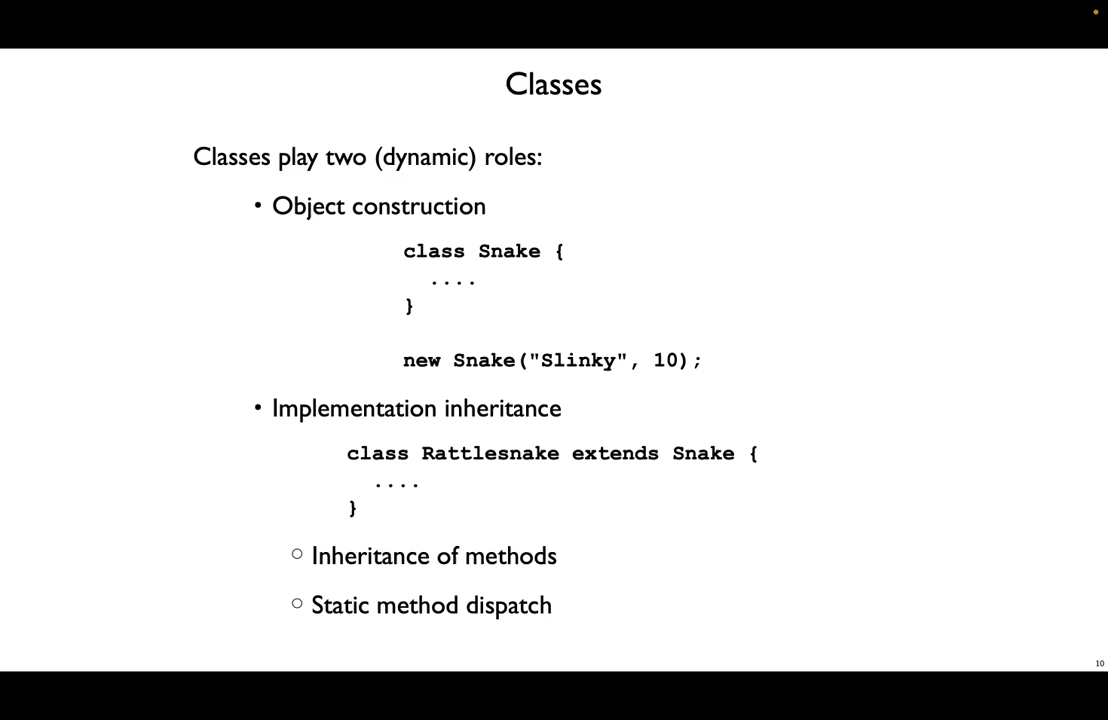 Classes
Classes play two (dynamic) roles:
• Object construction
class Snake {
....
}
new Snake("Slinky", 10);
• Implementation inheritance
class Rattlesnake extends Snake {
....
}
○ Inheritance of methods
○ Static method dispatch
10